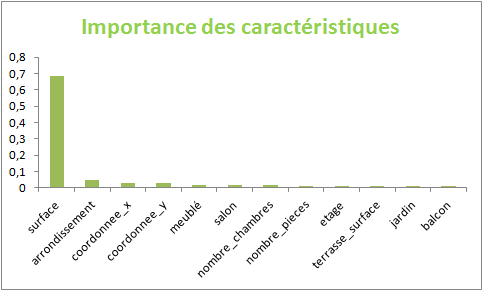 Importance des caractéristiques
0,8
0,7
0,6
0,5
0,4
0,3
0,2
0,1
0
surface
arrondissement
coordonnee_x
coordonnee_y
meublé
salon
nombre_chambres
nombre_pieces
etage
terrasse_surface
jardin
balcon